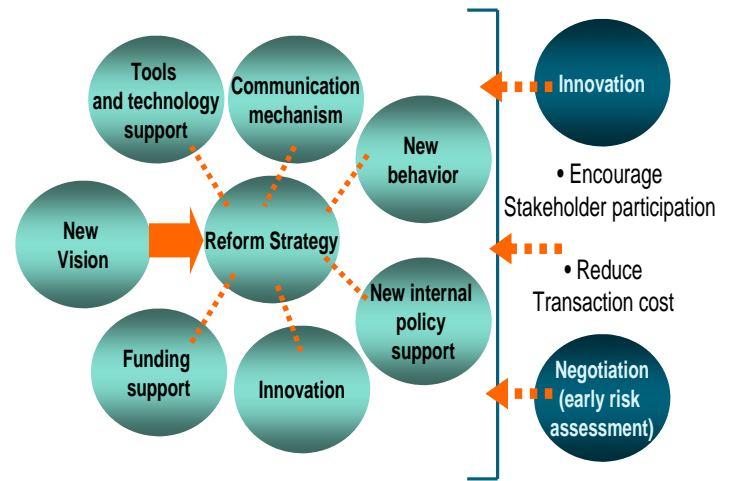 Tools
and technology
support
Communication
mechanism
New
behavior
New
Vision
Reform Strategy
New internal
policy
support
Funding
support
Innovation
Innovation
• Encourage
Stakeholder participation
• Reduce
Transaction cost
Negotiation
(early risk
assessment)